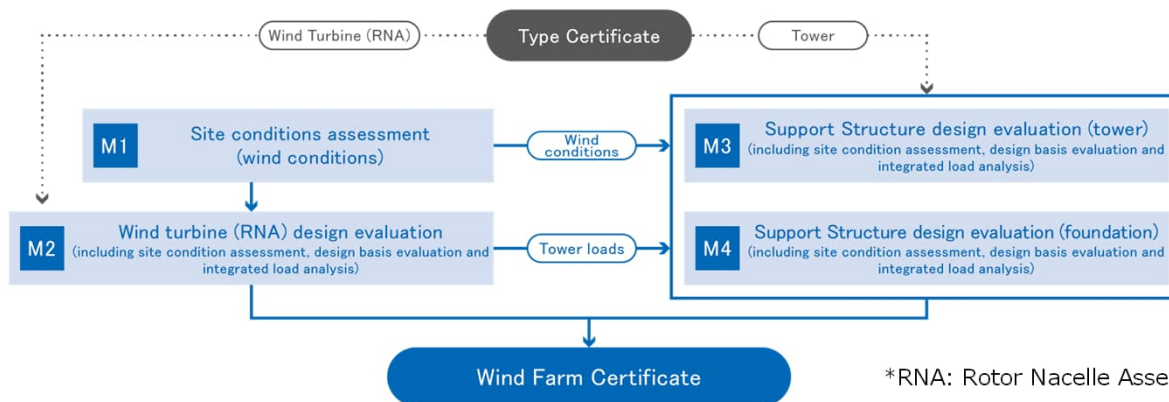 Wind Turbine (RNA)
Type Certificate
Tower
M1
Site conditions assessment
(wind conditions)
Wind
conditions
M3
Support Structure design evaluation (tower)
(including site condition assessment, design basis evaluation and
integrated load analysis)
M2
Wind turbine (RNA) design evaluation
(including site condition assessment, design basis evaluation and
integrated load analysis)
Tower loads
M4
Support Structure design evaluation (foundation)
(including site condition assessment, design basis evaluation and
integrated load analysis)
Wind Farm Certificate
*RNA: Rotor Nacelle Asse